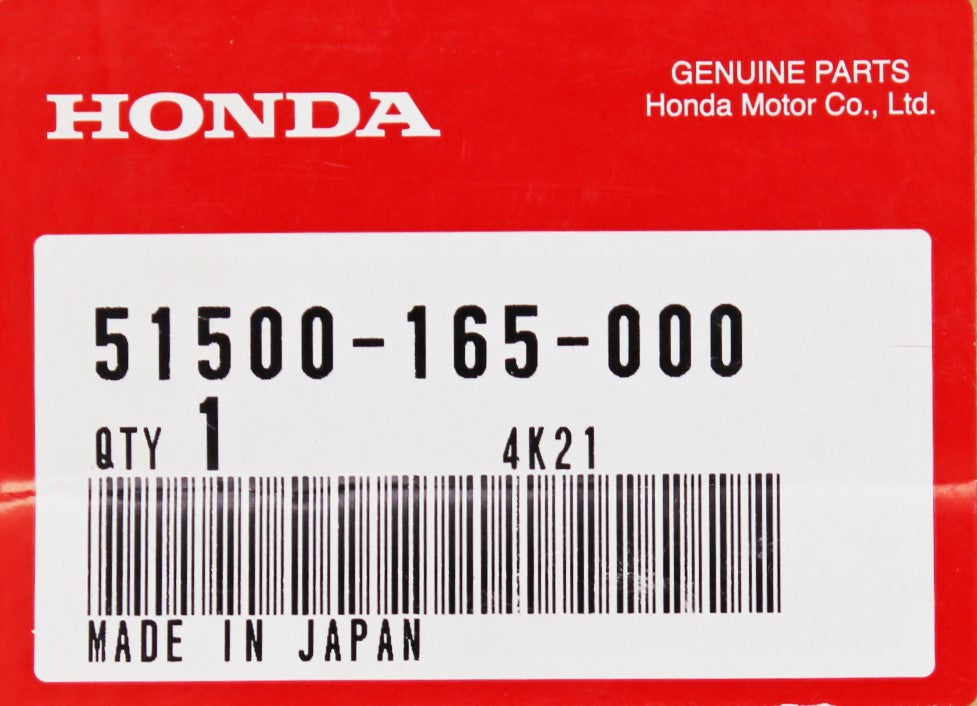 HONDA
GENUINE PARTS
Honda Motor Co., Ltd.
51500-165-000
QTY 1 4K21
MADE IN JAPAN